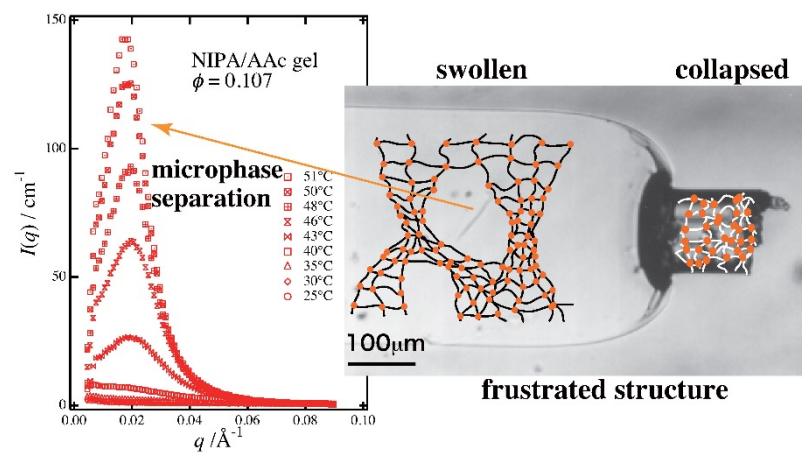 150
100
50
0
I(q) / cm⁻¹
NIPA/AAc gel
ϕ = 0.107
microphase
separation
51°C
50°C
48°C
46°C
43°C
40°C
35°C
30°C
25°C
0.00 0.02 0.04 0.06 0.08 0.10
q /Å⁻¹
swollen collapsed
100μm
frustrated structure